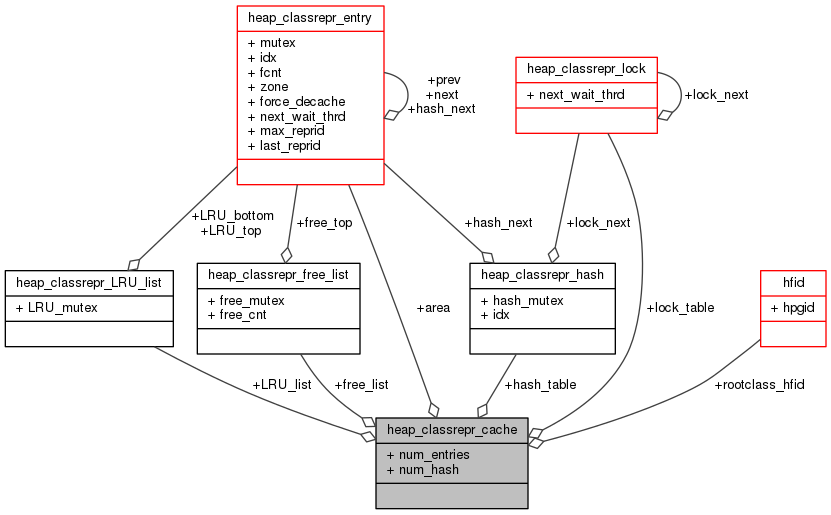 heap_classrepr_entry
+ mutex
+ idx
+ fcnt
+ zone
+ force_decache
+ next_wait_thrd
+ max_reprid
+ last_reprid
+prev
+next
+hash_next
heap_classrepr_lock
+ next_wait_thrd
+lock_next
+LRU_bottom
+LRU_top
+free_top
+hash_next
+lock_next
heap_classrepr_LRU_list
+ LRU_mutex
heap_classrepr_free_list
+ free_mutex
+ free_cnt
+area
heap_classrepr_hash
+ hash_mutex
+ idx
+lock_table
hfid
+ hpgid
+LRU_list
+free_list
+hash_table
+rootclass_hfid
heap_classrepr_cache
+ num_entries
+ num_hash